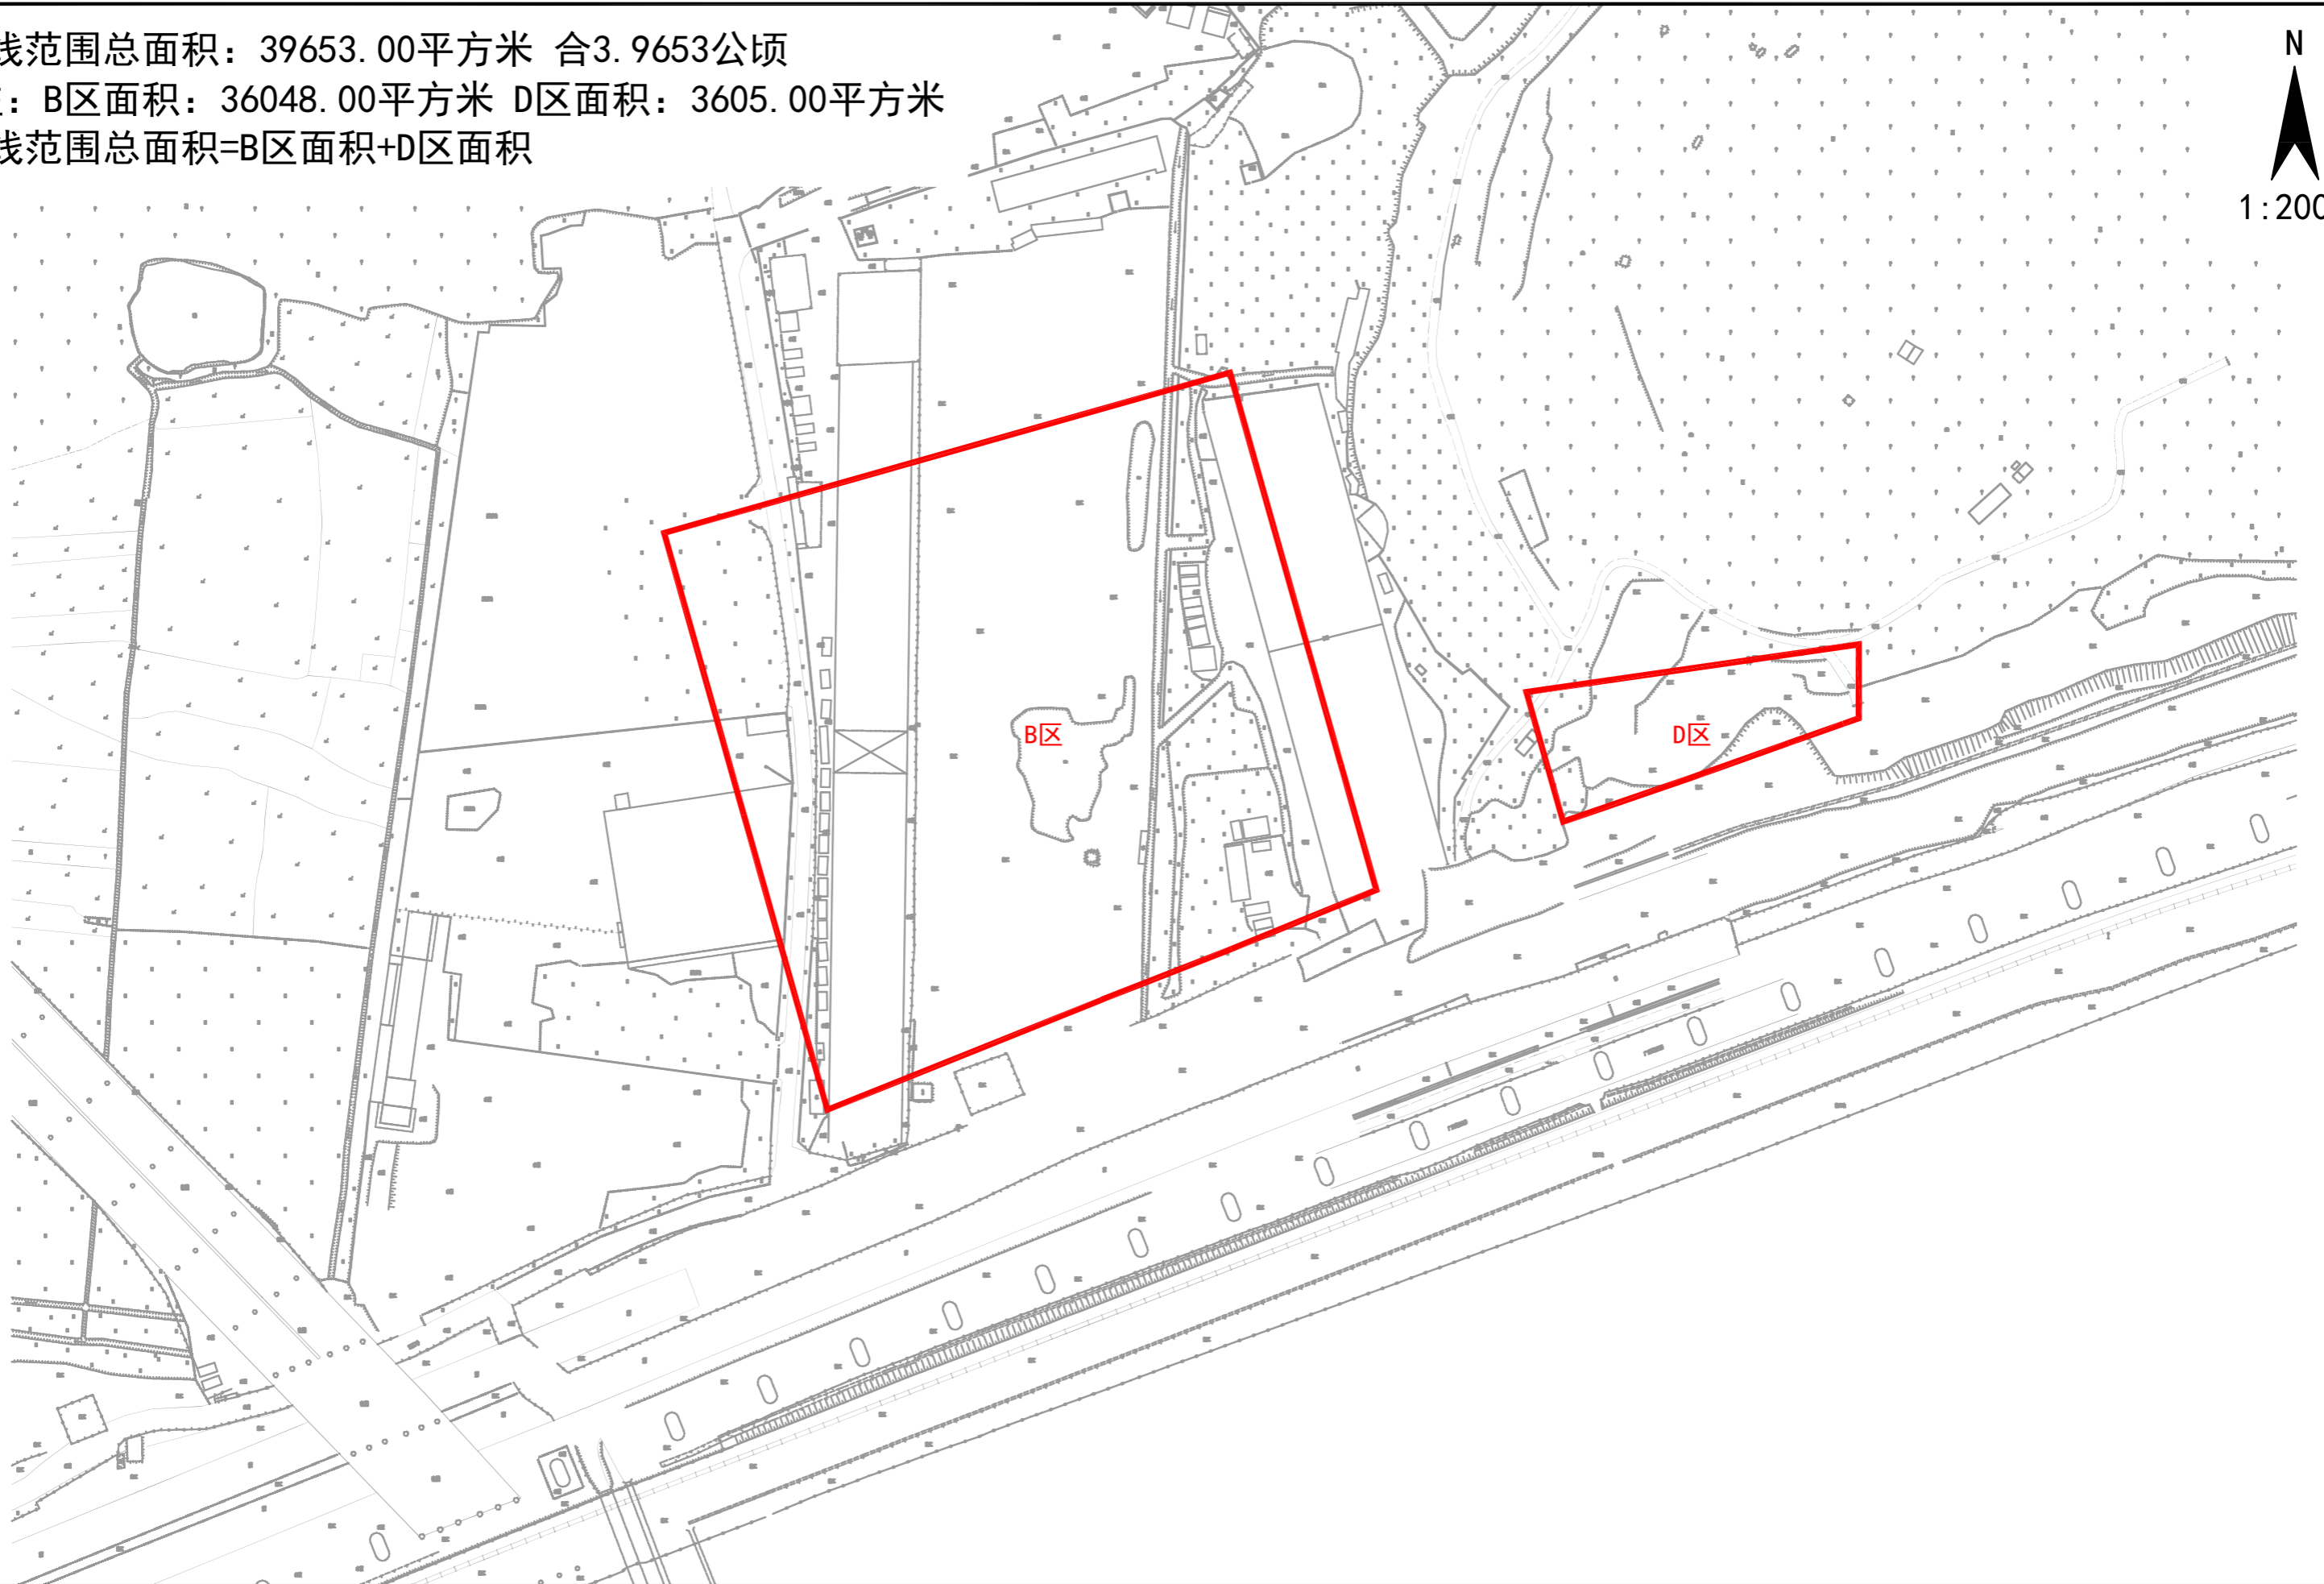 线范围总面积：39653.00平方米 合3.9653公顷
：B区面积：36048.00平方米 D区面积：3605.00平方米
线范围总面积=B区面积+D区面积
N
1:200
B区
D区